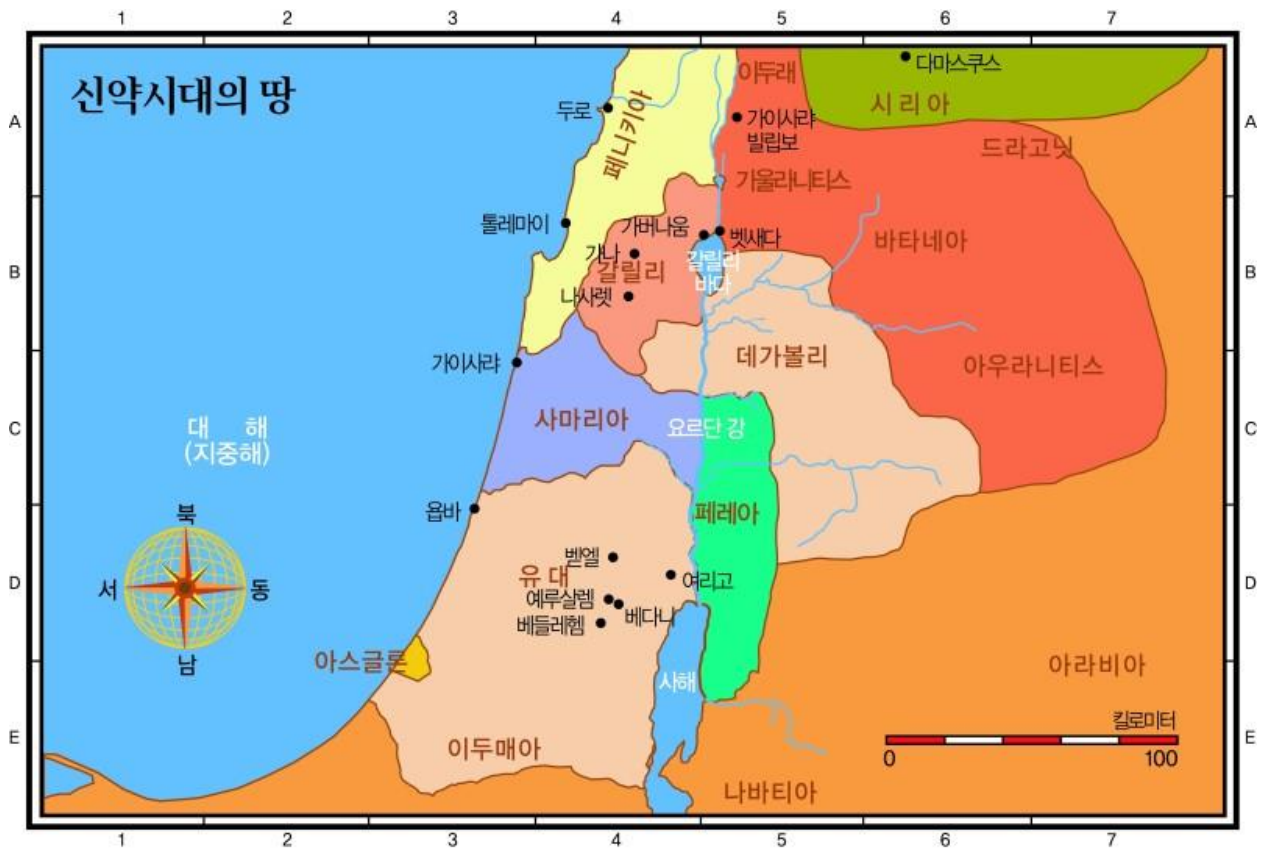 1 2 3 4 5 6 7
신약시대의 땅
이두래
다마스쿠스
시리아
A
두로
페니키아
가이사랴
빌립보
A
드라고닛
가울라니티스
톨레마이
가버나움
벳새다
바타네아
B
가나
갈릴리
갈릴리
바다
B
나사렛
가이사랴
데가볼리
아우라니티스
대 해
(지중해)
사마리아
요르단 강
C
C
욥바
북
페레아
서
동
남
D
벧엘
유 대
여리고
D
예루살렘
베다니
베들레헴
아스글론
사해
아라비아
E
이두매아
킬로미터
0 100
E
나바티아
1 2 3 4 5 6 7